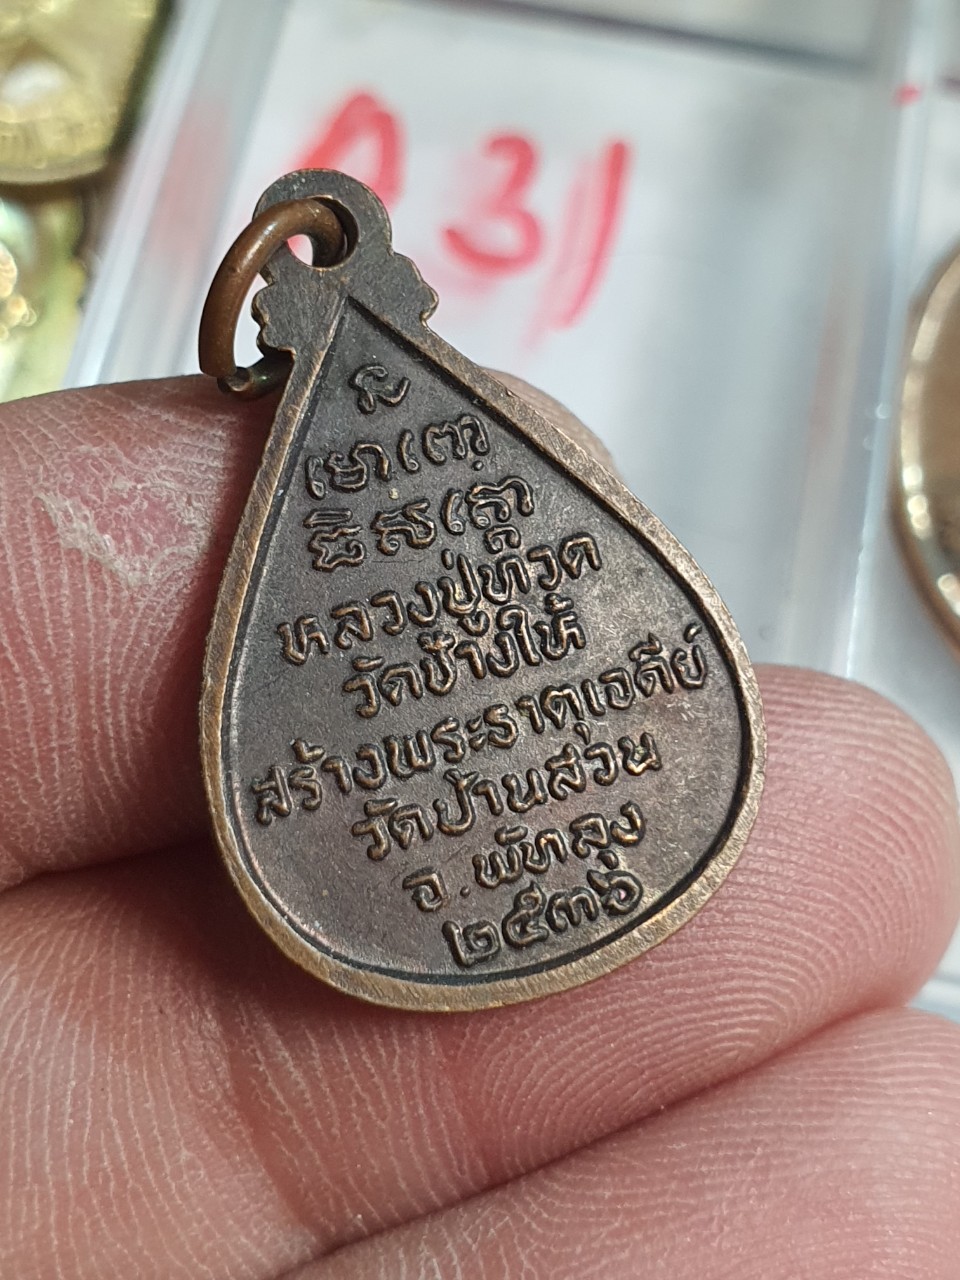 A31
หลวงปู่ทวด
วัดช้างให้
สร้างพระธาตุเจดีย์
วัดป่านสวน
อ.พัทลุง
๒๕๓๖